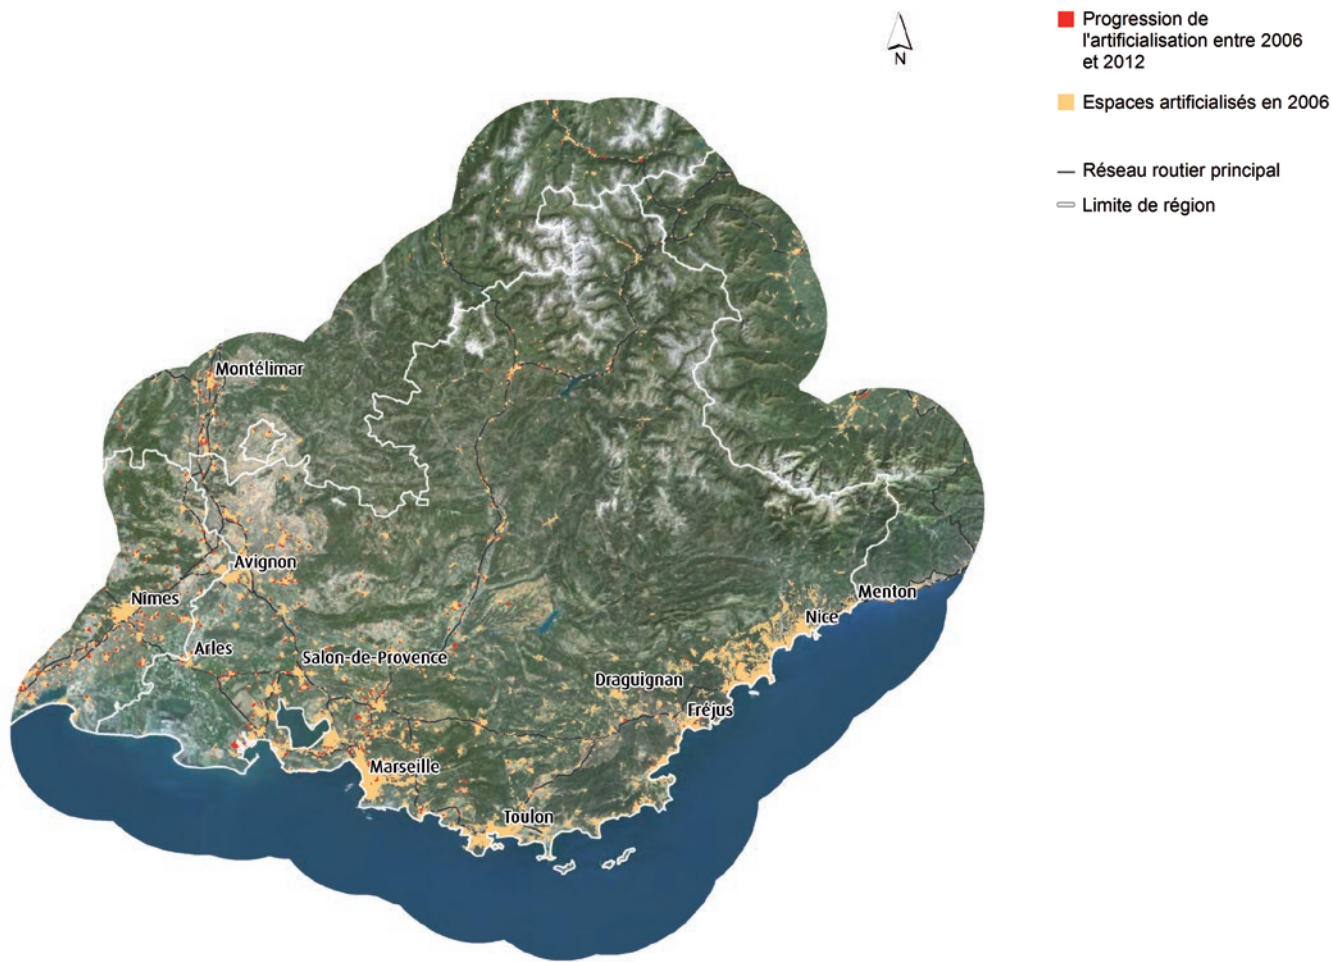 N
Progression de
l'artificialisation entre 2006
et 2012
Espaces artificialisés en 2006
Réseau routier principal
Limite de région
Montélimar
Avignon
Nîmes
Menton
Nice
Arles
Salon-de-Provence
Draguignan
Fréjus
Marseille
Toulon